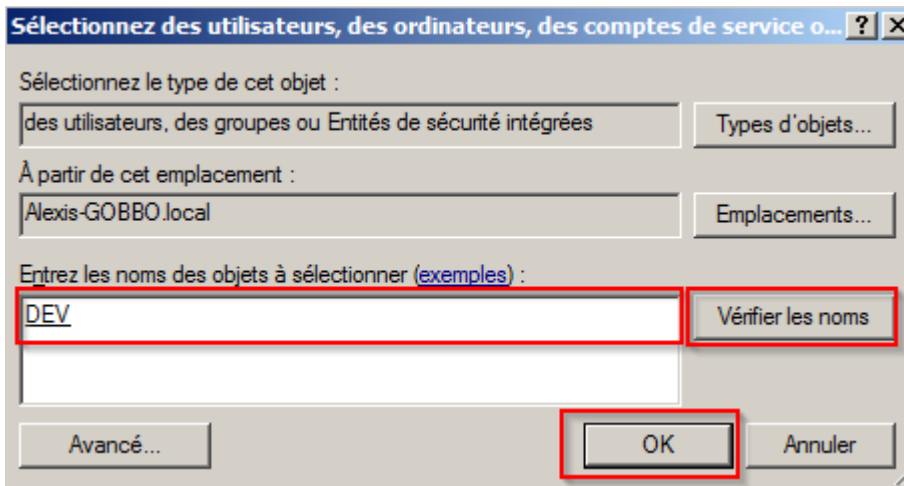 Sélectionnez des utilisateurs, des ordinateurs, des comptes de service o...
Sélectionnez le type de cet objet :
des utilisateurs, des groupes ou Entités de sécurité intégrées
Types d'objets...
À partir de cet emplacement :
Alexis-GOBBO.local
Emplacements...
Entrez les noms des objets à sélectionner (exemples) :
DEV
Vérifier les noms
Avancé...
OK
Annuler